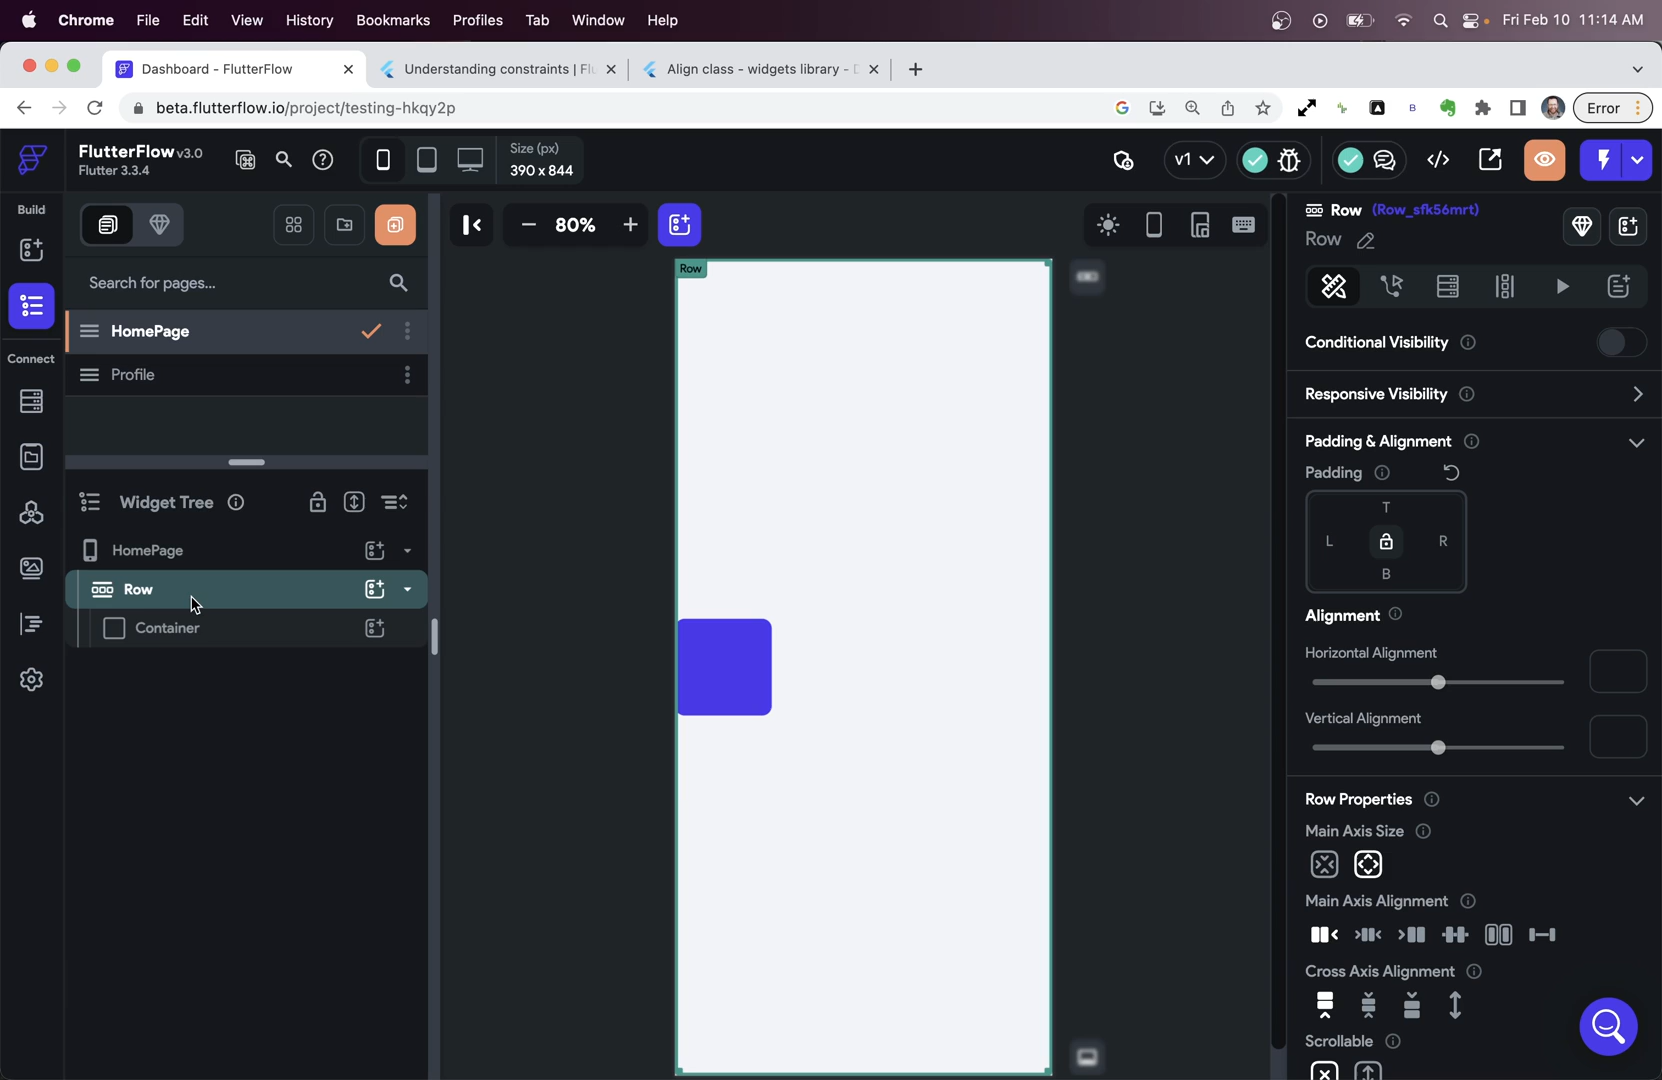 Chrome File Edit View History Bookmarks Profiles Tab Window Help Fri Feb 10 11:14 AM
Dashboard - FlutterFlow Understanding constraints | Flu Align class - widgets library - D
beta.flutterflow.io/project/testing-hkqy2p Error
FlutterFlow v3.0
Flutter 3.3.4
Size (px)
390 x 844
v1
Build
Connect
Search for pages...
HomePage
Profile
Widget Tree
HomePage
Row
Container
80%
Row
Row (Row_sfk56mrt)
Row
Conditional Visibility
Responsive Visibility
Padding & Alignment
Padding
T
L R
B
Alignment
Horizontal Alignment
Vertical Alignment
Row Properties
Main Axis Size
Main Axis Alignment
Cross Axis Alignment
Scrollable